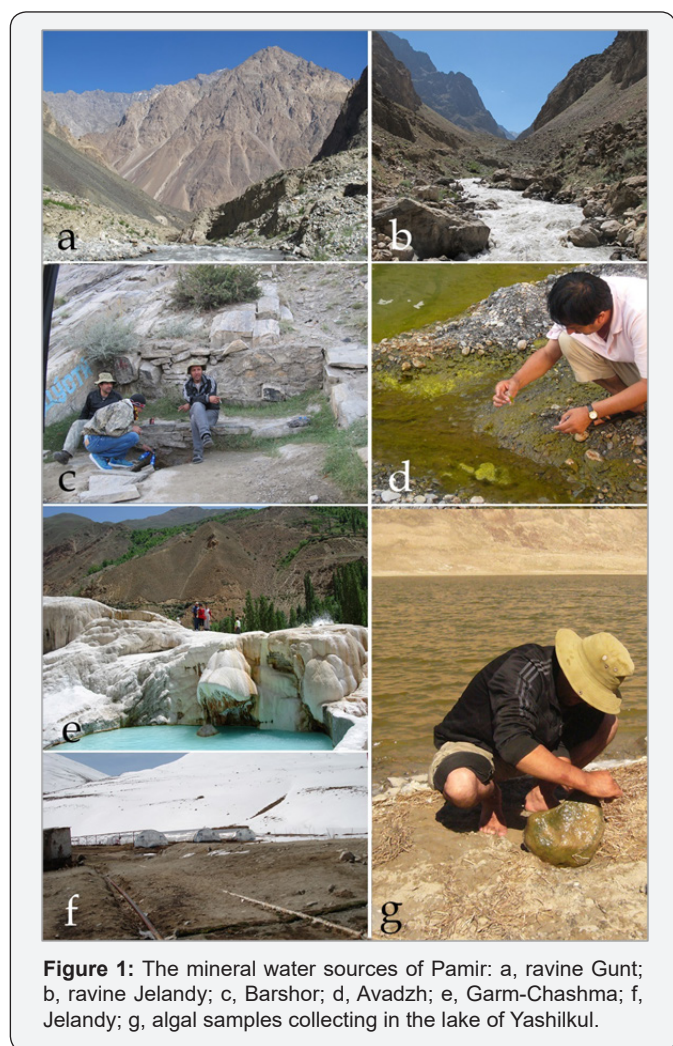 a
b
c
d
e
f
g
Figure 1: The mineral water sources of Pamir: a, ravine Gunt;
b, ravine Jelandy; c, Barshor; d, Avadzh; e, Garm-Chashma; f,
Jelandy; g, algal samples collecting in the lake of Yashilkul.